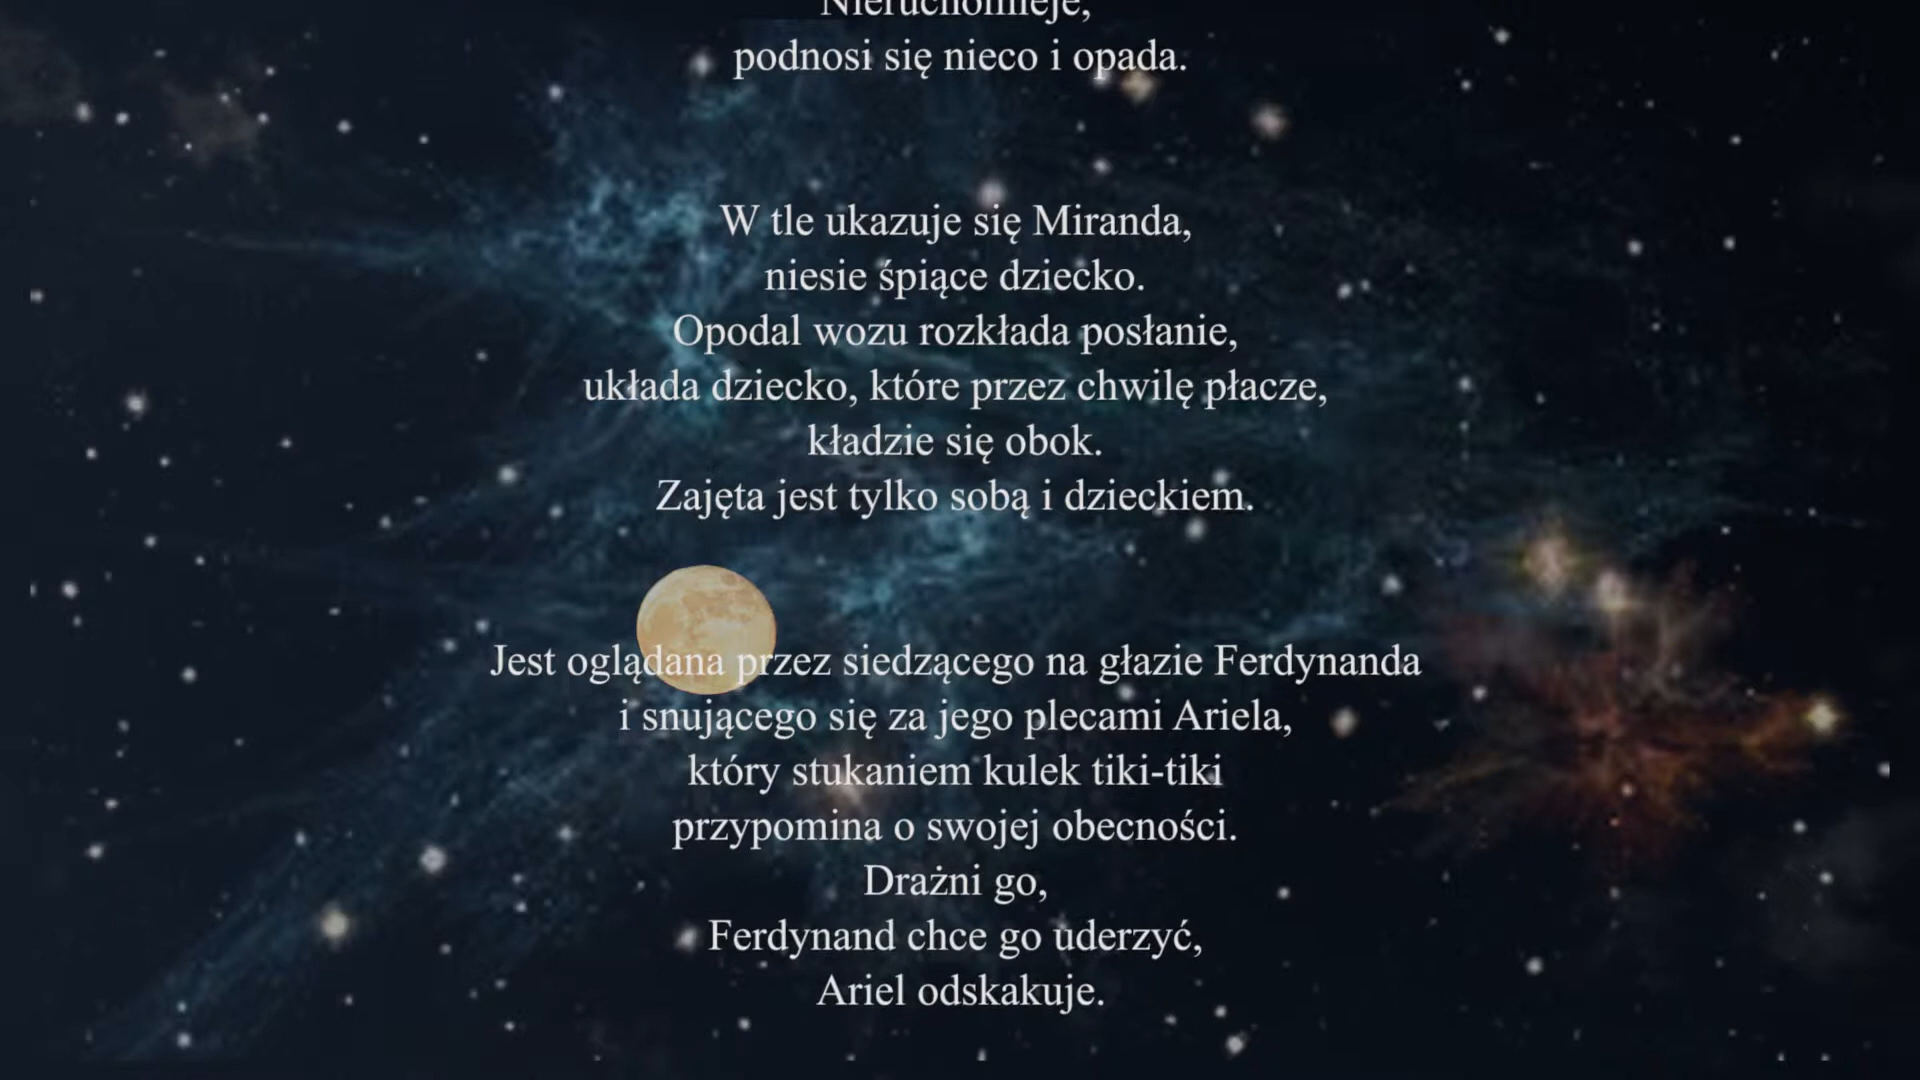 Nieruchomieje,
podnosi się nieco i opada.
W tle ukazuje się Miranda,
niesie śpiące dziecko.
Opodal wozu rozkłada posłanie,
układa dziecko, które przez chwilę płacze,
kładzie się obok.
Zajęta jest tylko sobą i dzieckiem.
Jest oglądana przez siedzącego na głazie Ferdynanda
i snującego się za jego plecami Ariela,
który stukaniem kulek tiki-tiki
przypomina o swojej obecności.
Drażni go,
Ferdynand chce go uderzyć,
Ariel odskakuje.